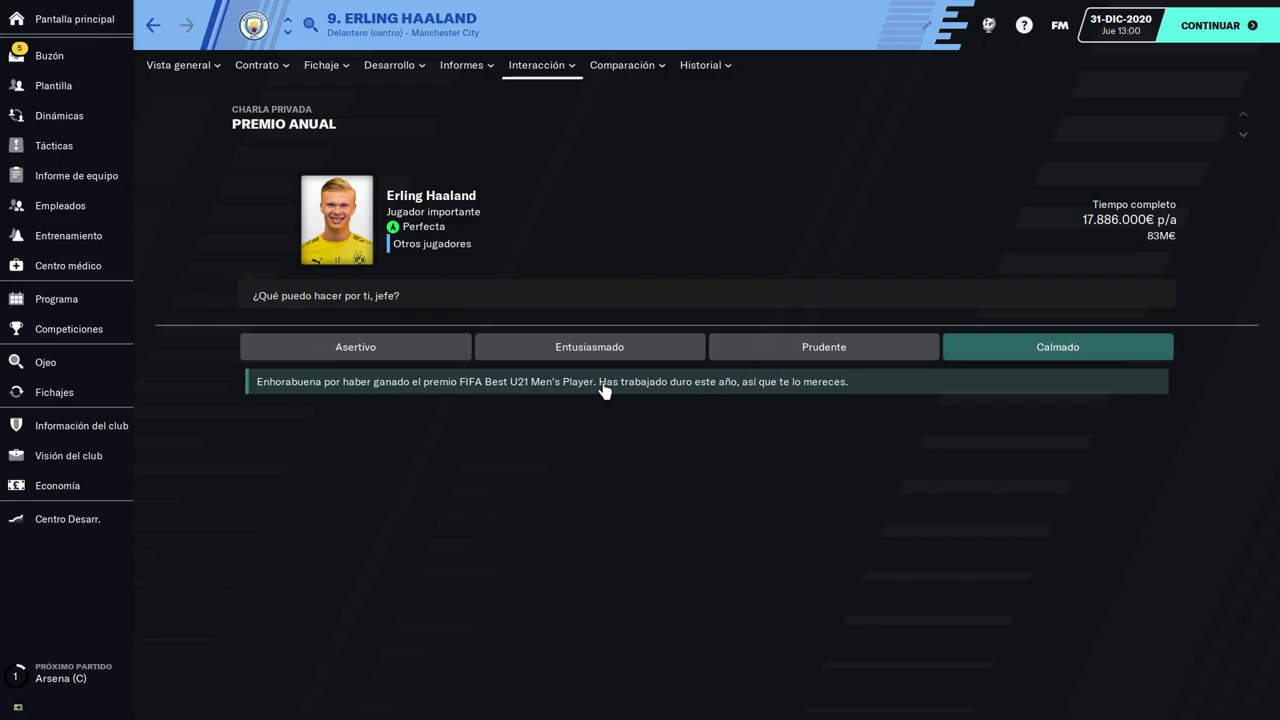 Pantalla principal
5
Buzón
Plantilla
Dinámicas
Tácticas
Informe de equipo
Empleados
Entrenamiento
Centro médico
Programa
Competiciones
Ojeo
Fichajes
Información del club
Visión del club
Economía
Centro Desarr.
1
PRÓXIMO PARTIDO
Arsena (C)
9. ERLING HAALAND
Delantero (centro) - Manchester City
?
FM
31-DIC-2020
Jue 13:00
CONTINUAR
Vista general
Contrato
Fichaje
Desarrollo
Informes
Interacción
Comparación
Historial
CHARLA PRIVADA
PREMIO ANUAL
Erling Haaland
Jugador importante
Perfecta
Otros jugadores
Tiempo completo
17.886.000€ p/a
83M€
¿Qué puedo hacer por ti, jefe?
Asertivo
Entusiasmado
Prudente
Calmado
Enhorabuena por haber ganado el premio FIFA Best U21 Men's Player. Has trabajado duro este año, así que te lo mereces.